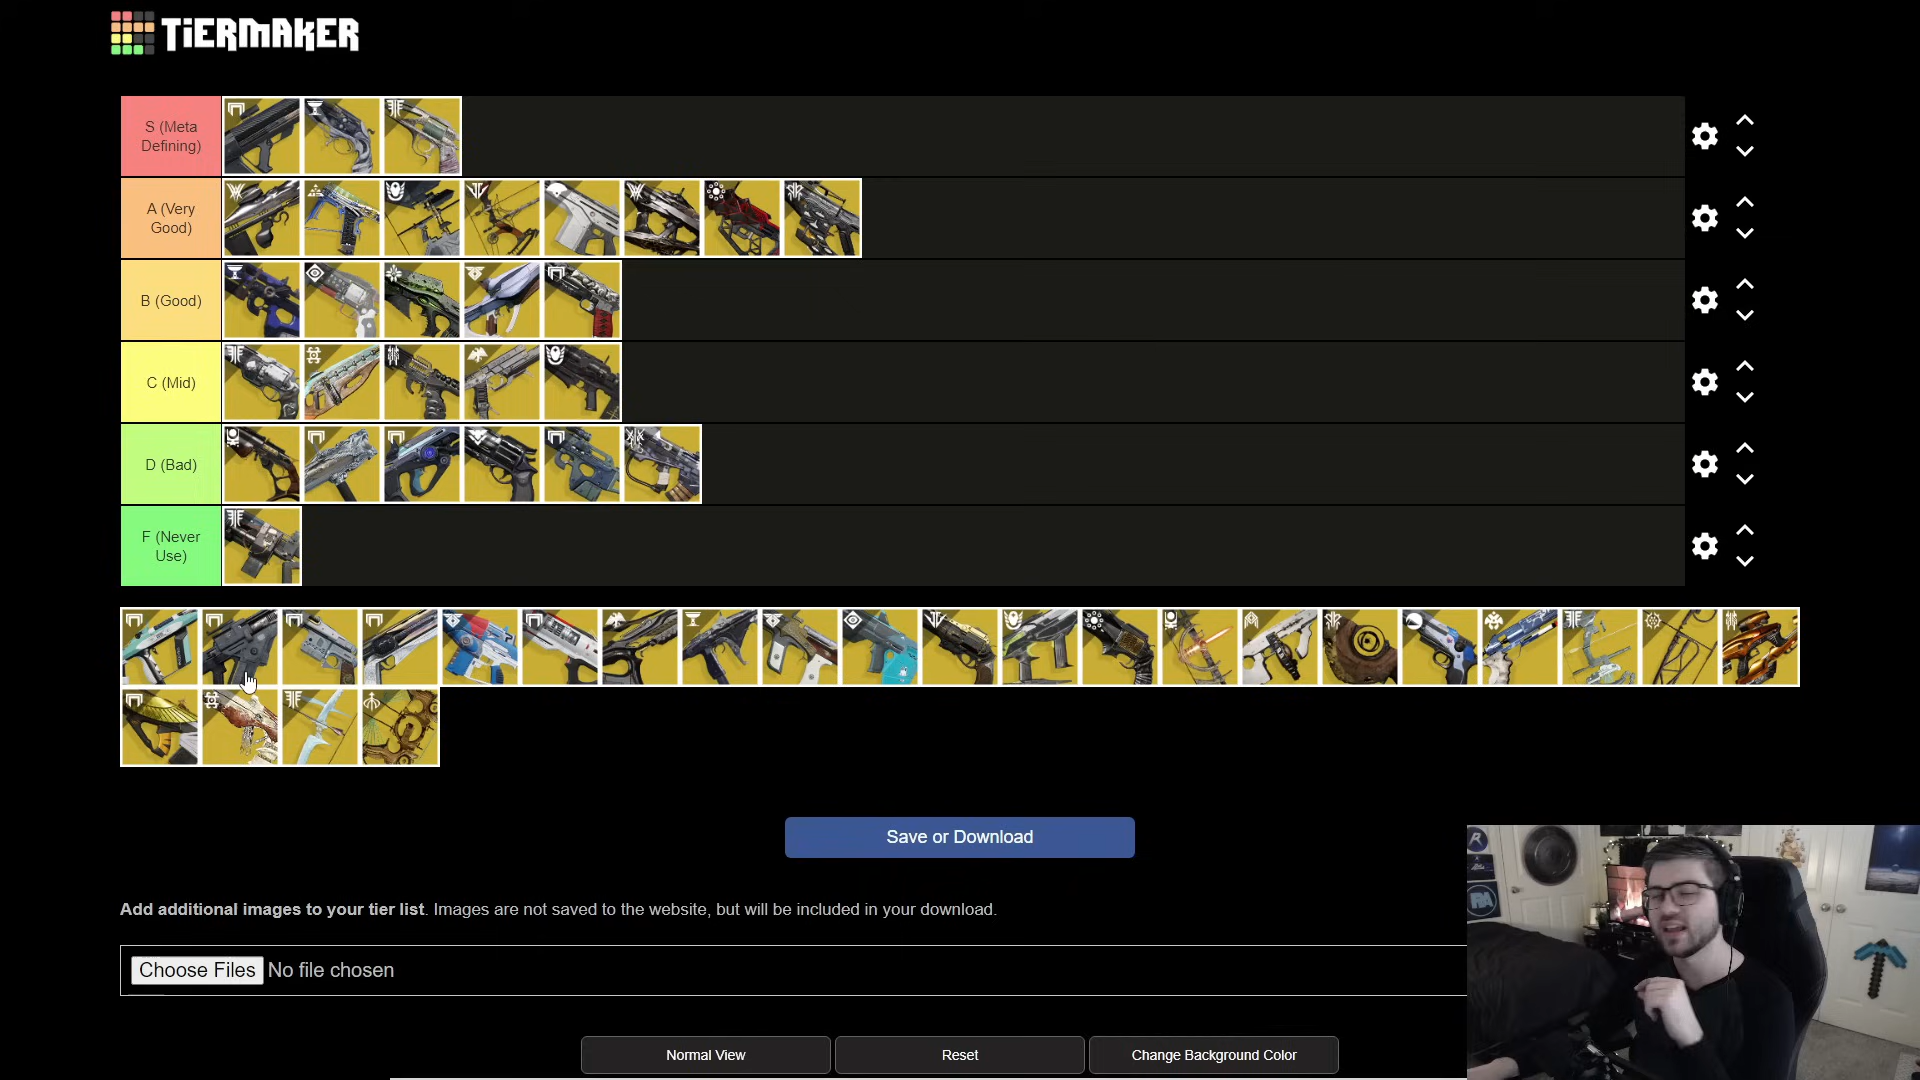 TiERMAKER
S (Meta
Defining)
A (Very
Good)
B (Good)
C (Mid)
D (Bad)
F (Never
Use)
Save or Download
Add additional images to your tier list. Images are not saved to the website, but will be included in your download.
Choose Files No file chosen
Normal View
Reset
Change Background Color